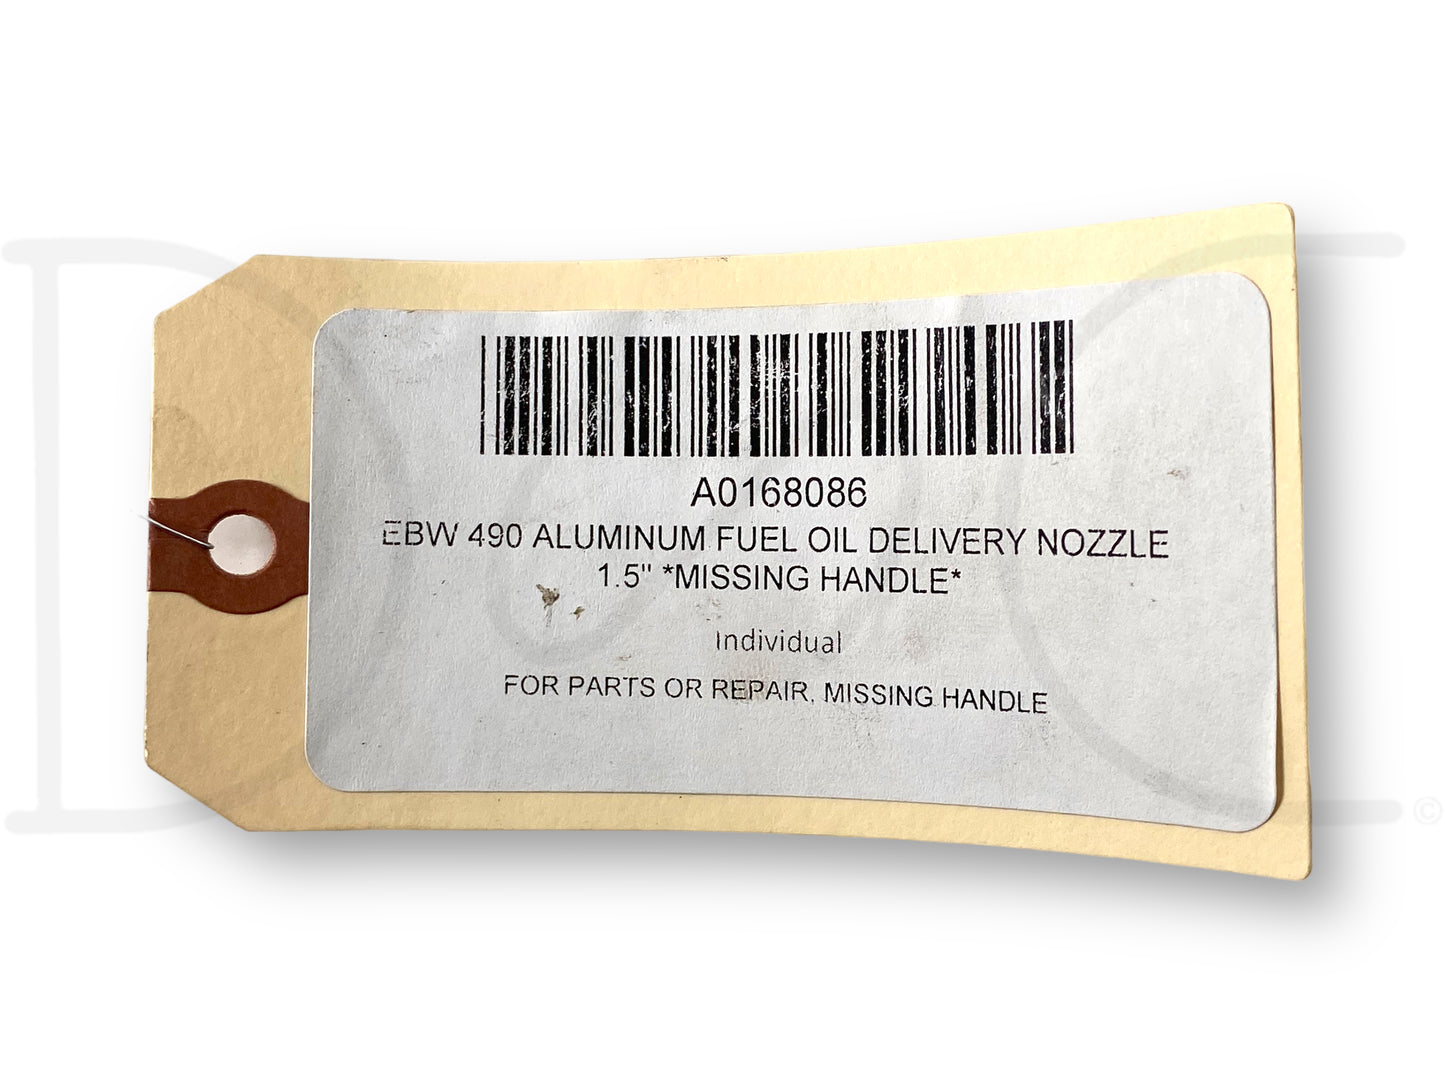 A0168086
EBW 490 ALUMINUM FUEL OIL DELIVERY NOZZLE
1.5" *MISSING HANDLE*
Individual
FOR PARTS OR REPAIR, MISSING HANDLE
D C ©